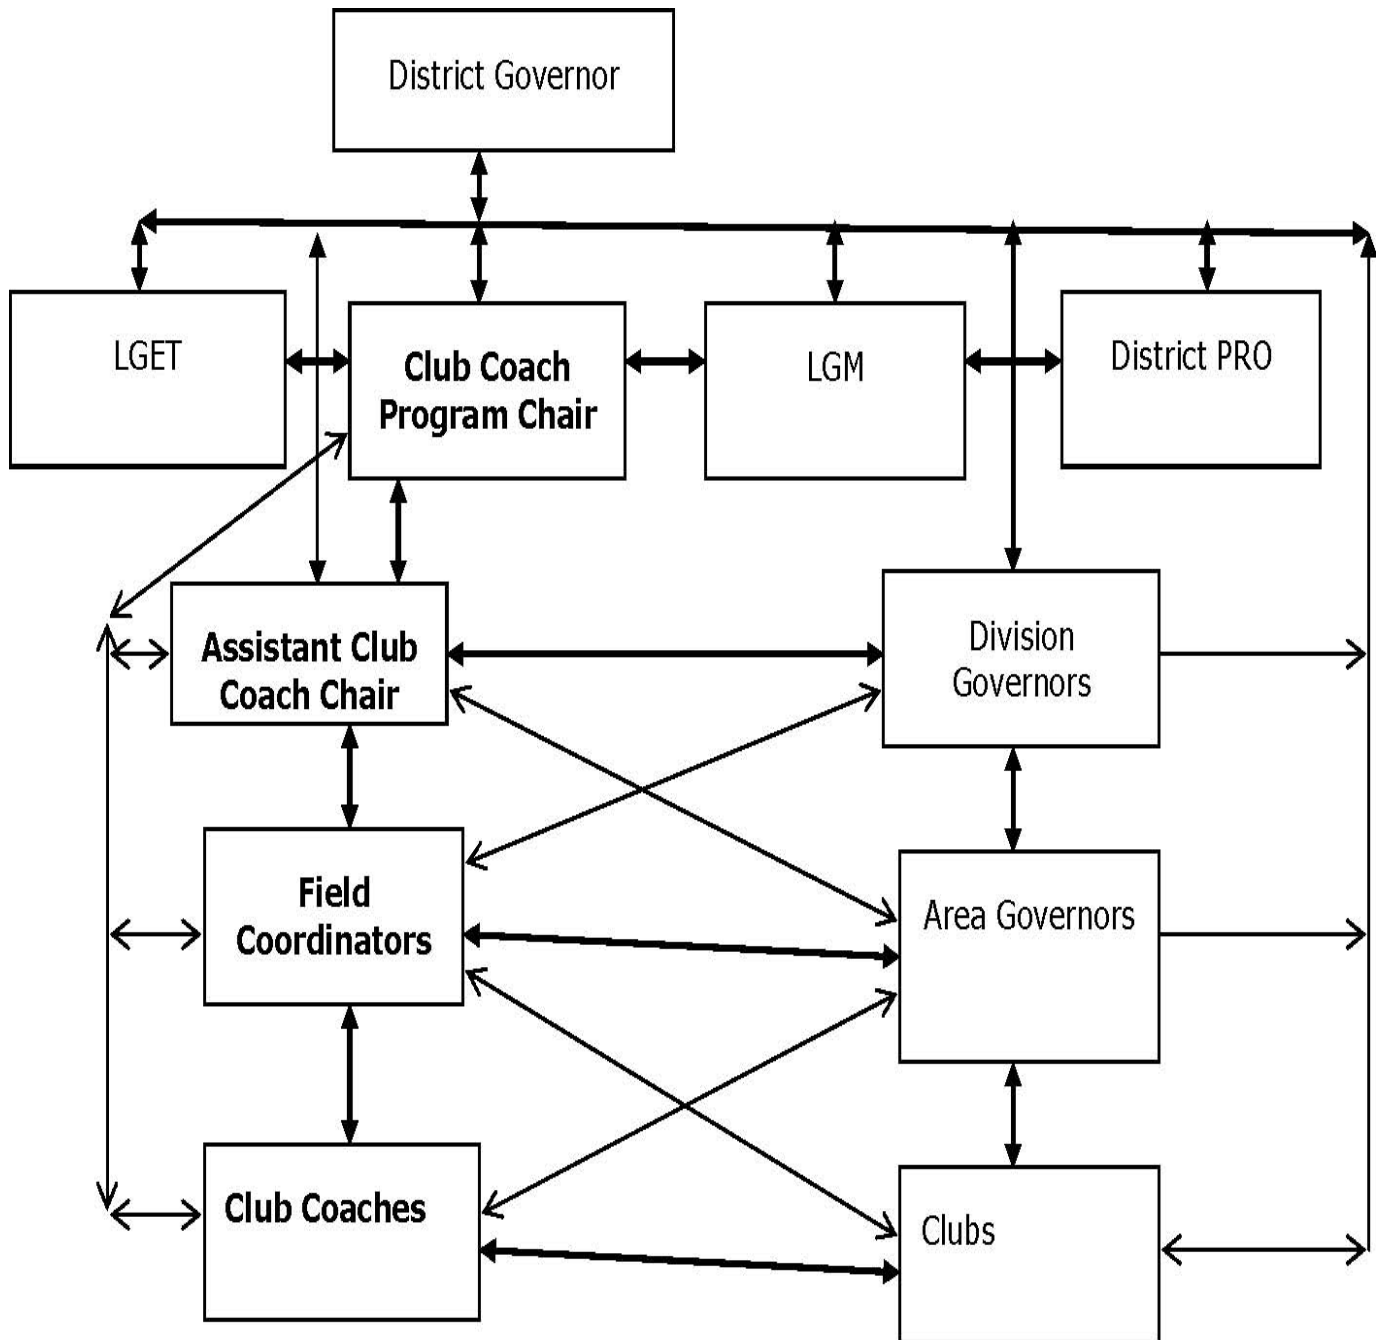 District Governor
LGET
Club Coach
Program Chair
LGM
District PRO
Assistant Club
Coach Chair
Division
Governors
Field
Coordinators
Area Governors
Club Coaches
Clubs